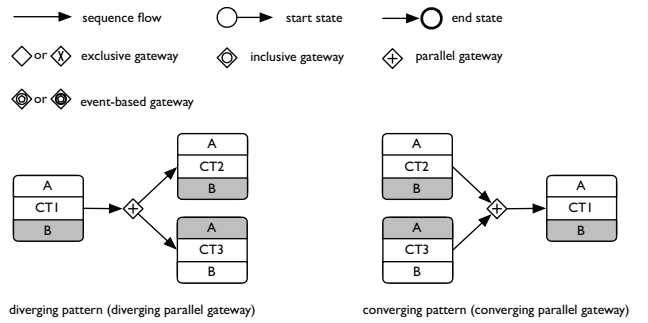 sequence flow
start state
end state
or
X
exclusive gateway
inclusive gateway
parallel gateway
or
event-based gateway
A
CT1
B
A
CT2
B
A
CT3
B
A
CT2
B
A
CT3
B
A
CT1
B
diverging pattern (diverging parallel gateway)
converging pattern (converging parallel gateway)